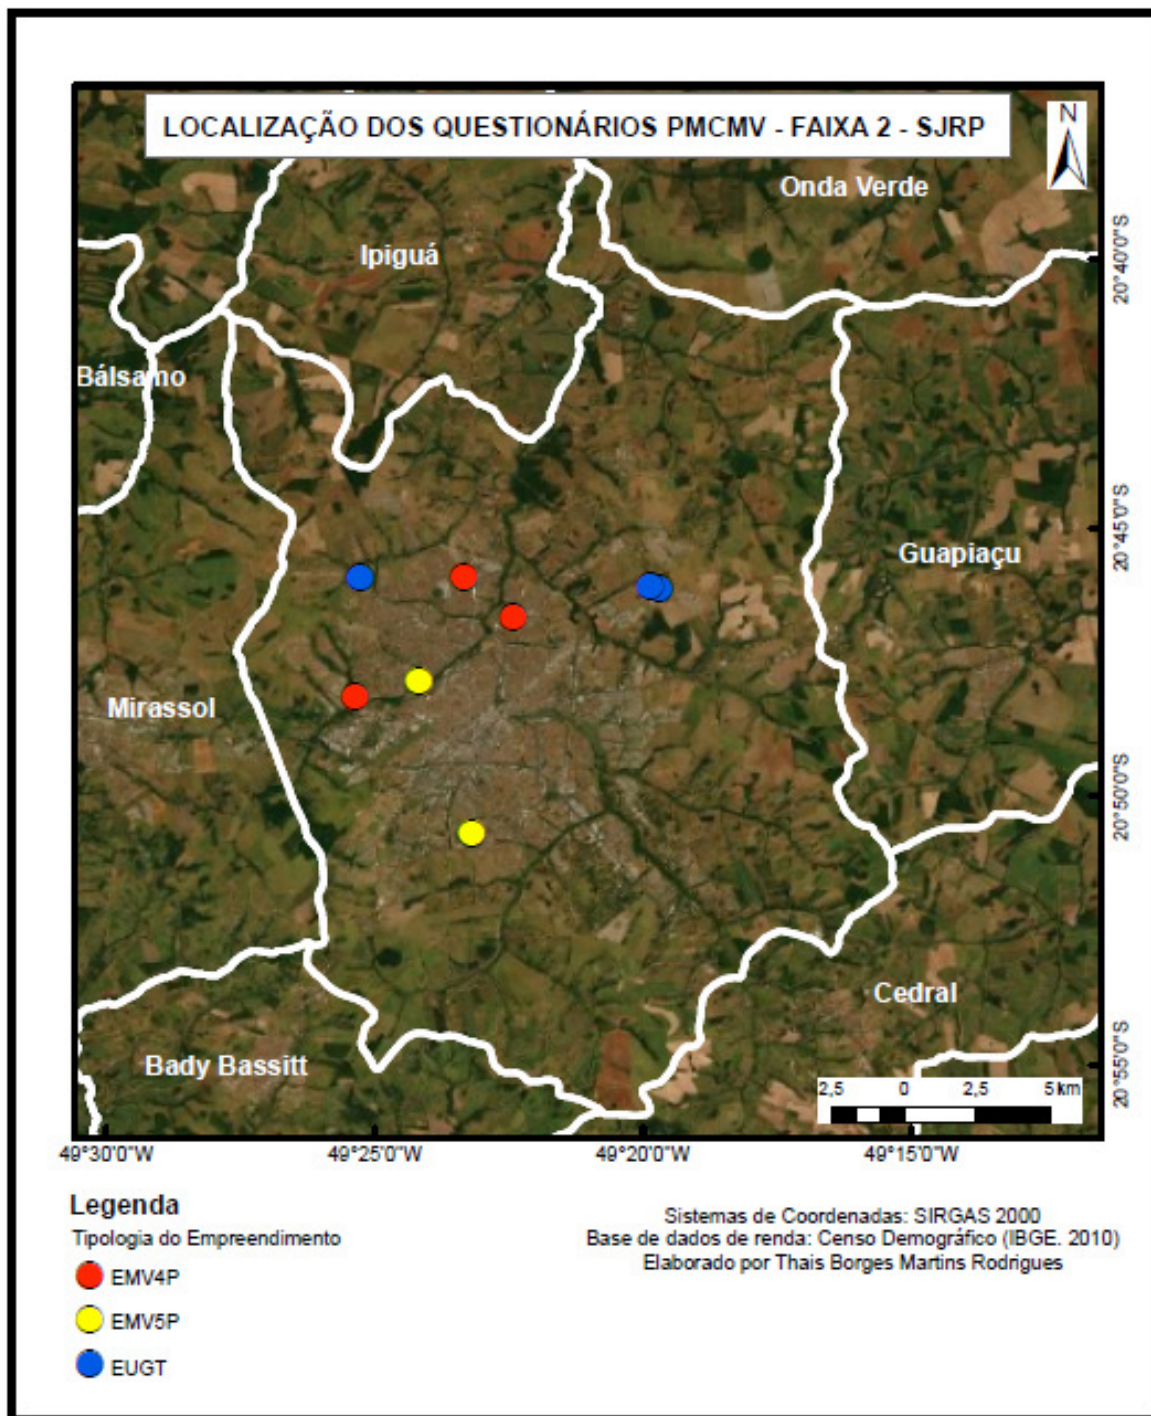 LOCALIZAÇÃO DOS QUESTIONÁRIOS PMCMV - FAIXA 2 - SJRP
N
Onda Verde
Ipiguá
20°40'0"S
Bálsamo
20°45'0"S
Guapiaçu
Mirassol
20°50'0"S
Cedral
20°55'0"S
Bady Bassitt
2,5 0 2,5 5 km
49°30'0"W 49°25'0"W 49°20'0"W 49°15'0"W
Legenda
Tipologia do Empreendimento
EMV4P
EMV5P
EUGT
Sistemas de Coordenadas: SIRGAS 2000
Base de dados de renda: Censo Demográfico (IBGE. 2010)
Elaborado por Thais Borges Martins Rodrigues